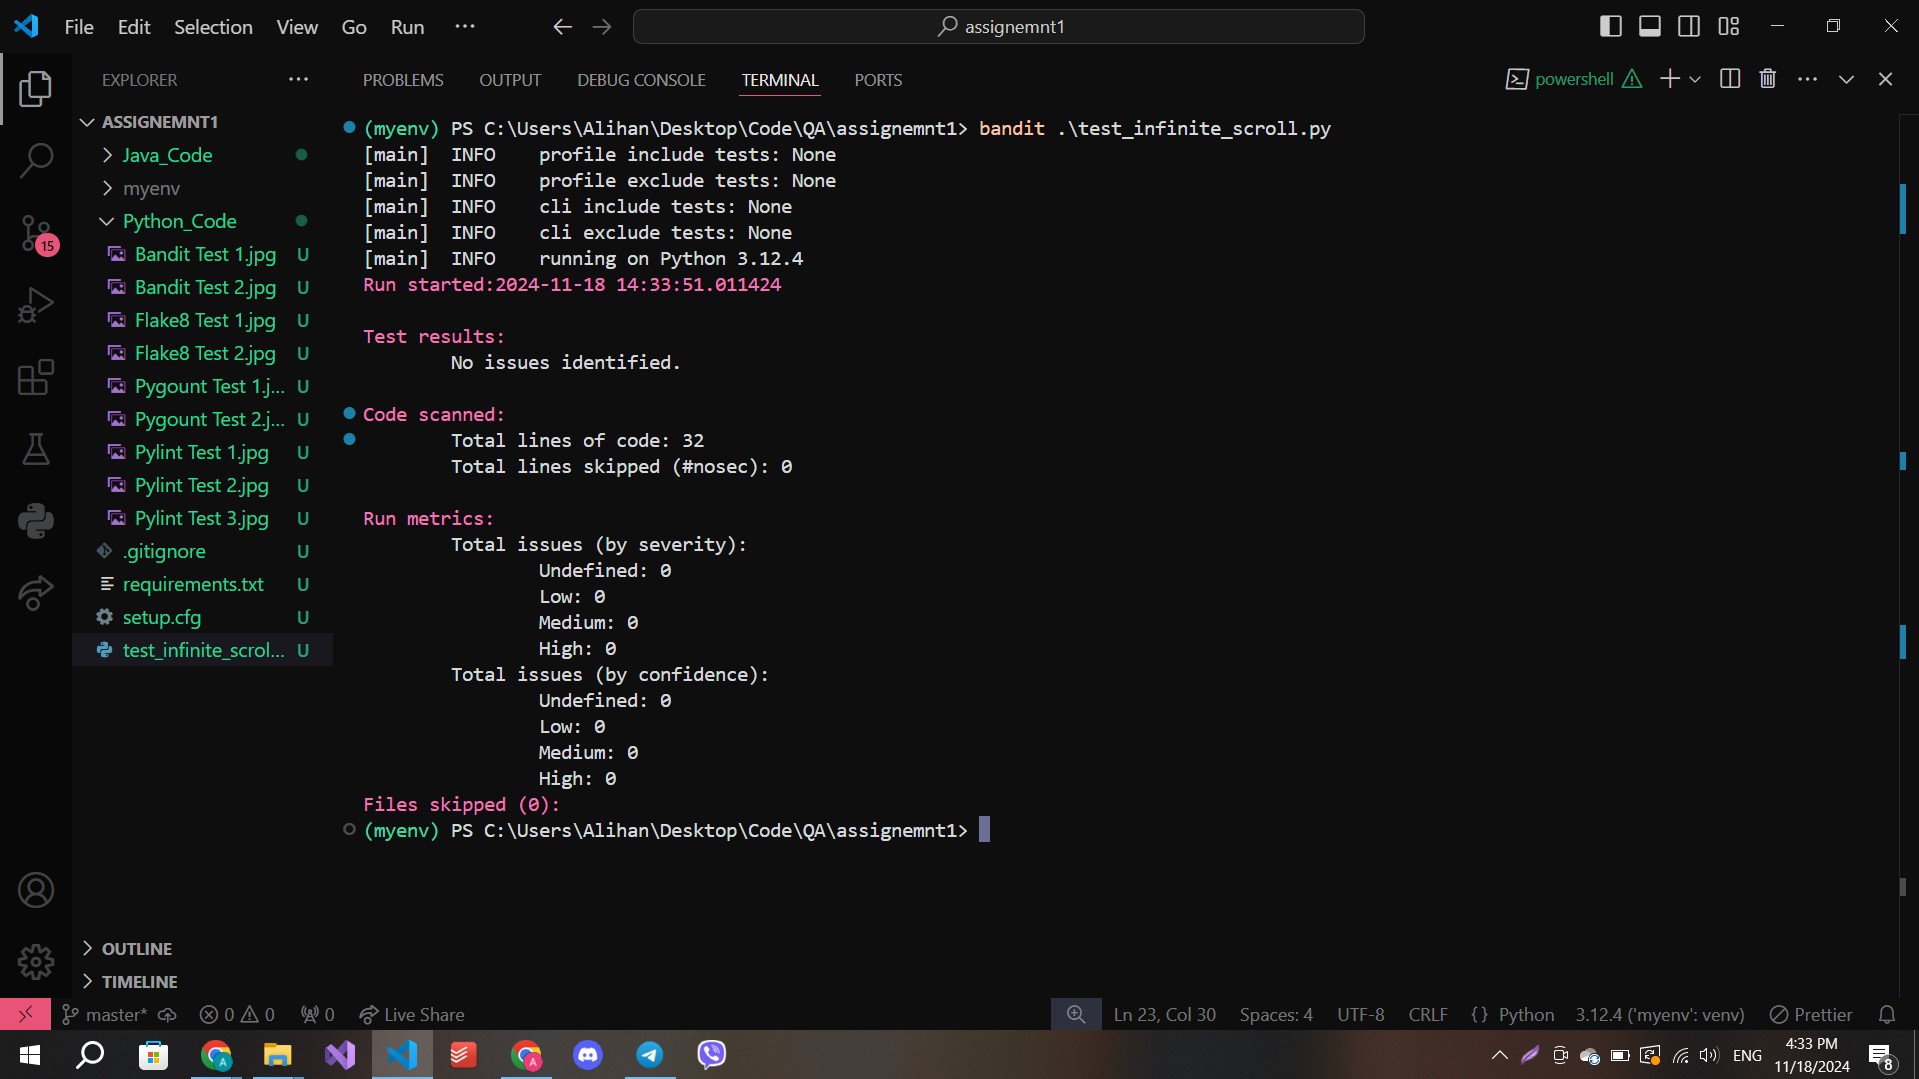 File Edit Selection View Go Run ···
assignemnt1
EXPLORER
PROBLEMS OUTPUT DEBUG CONSOLE TERMINAL PORTS
powershell
ASSIGNEMNT1
Java_Code
myenv
Python_Code
Bandit Test 1.jpg U
Bandit Test 2.jpg U
Flake8 Test 1.jpg U
Flake8 Test 2.jpg U
Pygount Test 1.j... U
Pygount Test 2.j... U
Pylint Test 1.jpg U
Pylint Test 2.jpg U
Pylint Test 3.jpg U
.gitignore U
requirements.txt U
setup.cfg U
test_infinite_scrol... U
15
OUTLINE
TIMELINE
(myenv) PS C:\Users\Alihan\Desktop\Code\QA\assignemnt1> bandit .\test_infinite_scroll.py
[main] INFO profile include tests: None
[main] INFO profile exclude tests: None
[main] INFO cli include tests: None
[main] INFO cli exclude tests: None
[main] INFO running on Python 3.12.4
Run started:2024-11-18 14:33:51.011424
Test results:
No issues identified.
Code scanned:
Total lines of code: 32
Total lines skipped (#nosec): 0
Run metrics:
Total issues (by severity):
Undefined: 0
Low: 0
Medium: 0
High: 0
Total issues (by confidence):
Undefined: 0
Low: 0
Medium: 0
High: 0
Files skipped (0):
(myenv) PS C:\Users\Alihan\Desktop\Code\QA\assignemnt1>
master* 0 0 0 Live Share
Ln 23, Col 30 Spaces: 4 UTF-8 CRLF {} Python 3.12.4 ('myenv': venv) Prettier
ENG
4:33 PM
11/18/2024
8